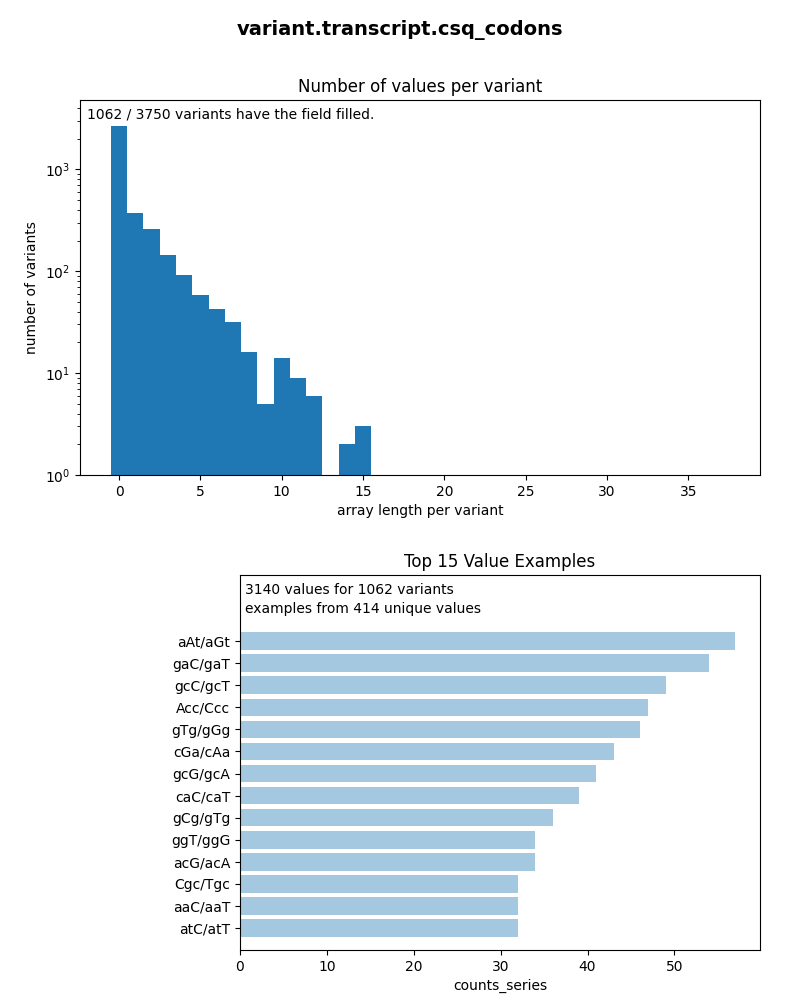 variant.transcript.csq_codons
Number of values per variant
1062 / 3750 variants have the field filled.
10³
10²
10¹
10⁰
number of variants
0 5 10 15 20 25 30 35
array length per variant
Top 15 Value Examples
3140 values for 1062 variants
examples from 414 unique values
aAt/aGt
gaC/gaT
gcC/gcT
Acc/Ccc
gTg/gGg
cGa/cAa
gcG/gcA
caC/caT
gCg/gTg
ggT/ggG
acG/acA
Cgc/Tgc
aaC/aaT
atC/atT
0 10 20 30 40 50
counts_series